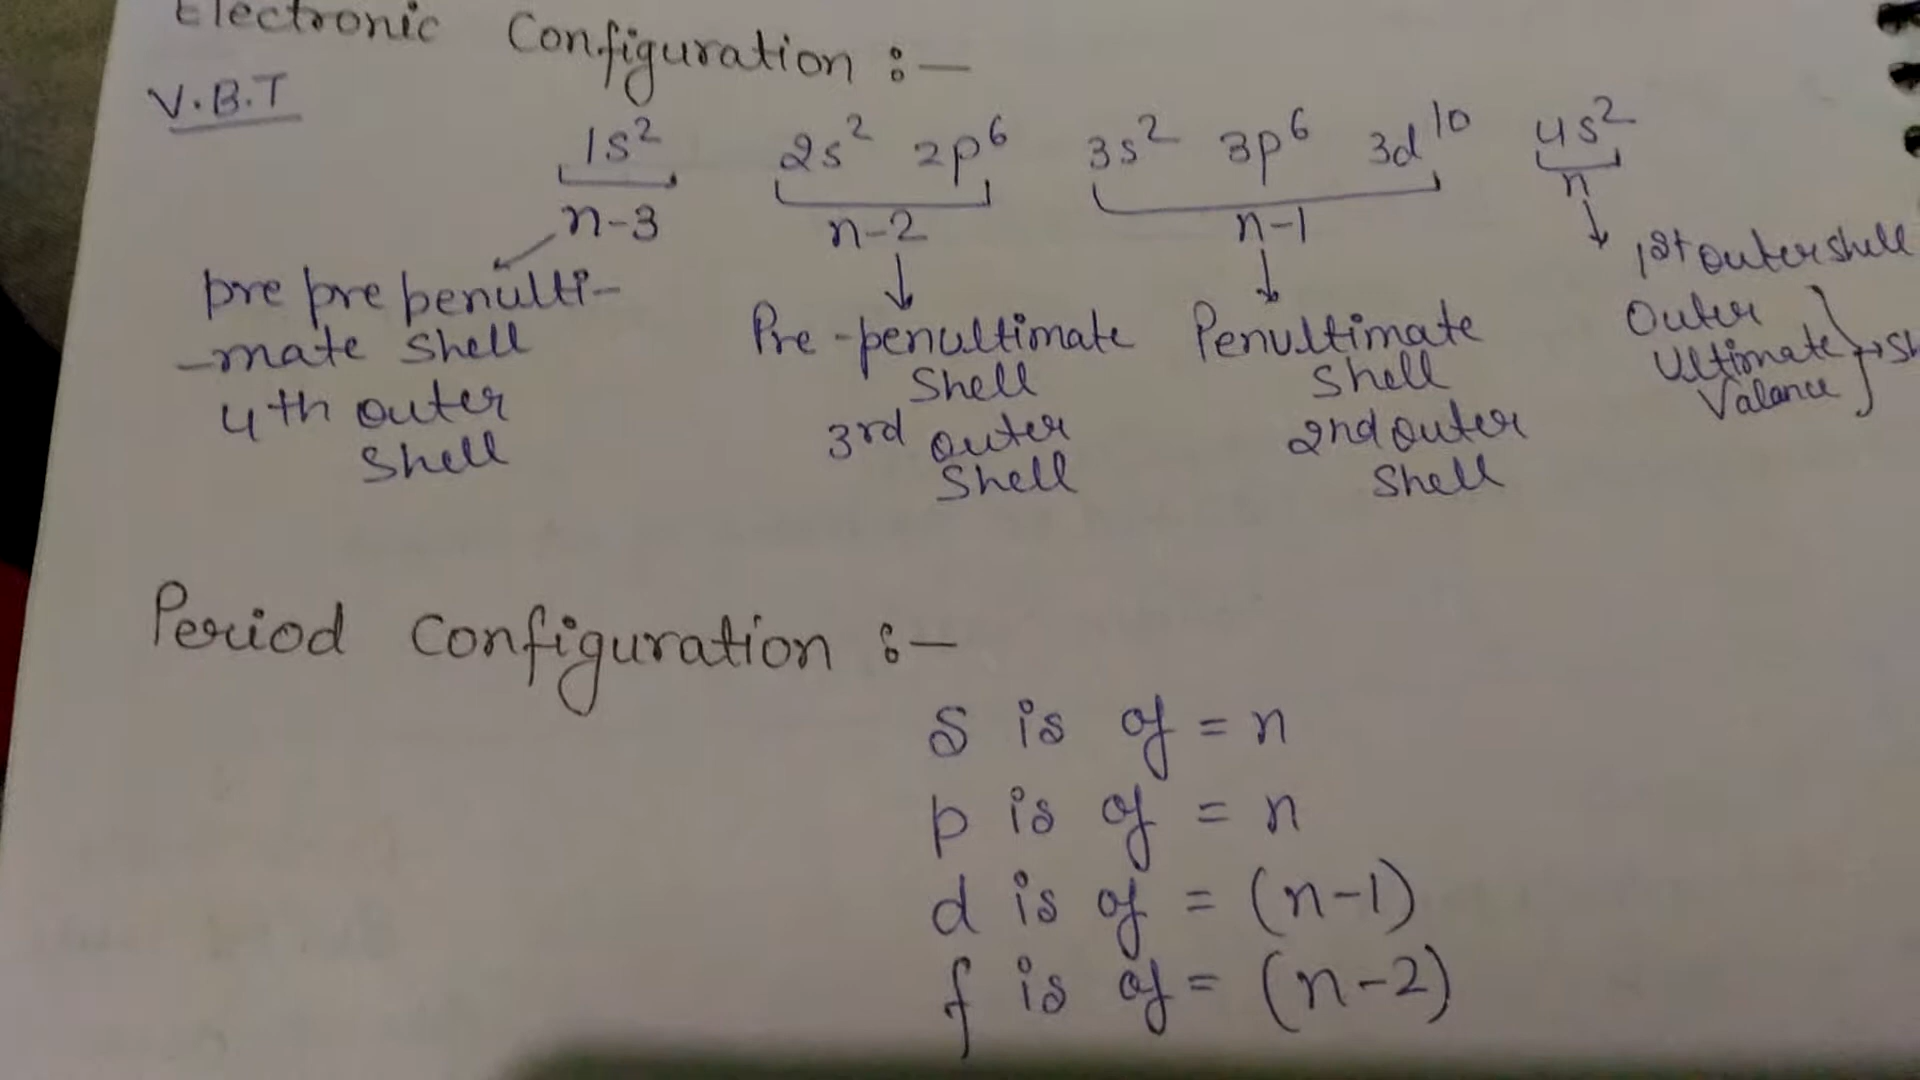 Electronic Configuration :-
V.B.T
1s² 2s² 2p⁶ 3s² 3p⁶ 3d¹⁰ 4s²
n-3 n-2 n-1 n
pre pre penulti-
-mate Shell
4th outer
Shell
Pre-penultimate
Shell
3rd outer
Shell
Penultimate
Shell
2nd outer
Shell
1st outer shell
Outer
Ultimate
Valance
Period Configuration :-
S is of = n
p is of = n
d is of = (n-1)
f is of = (n-2)